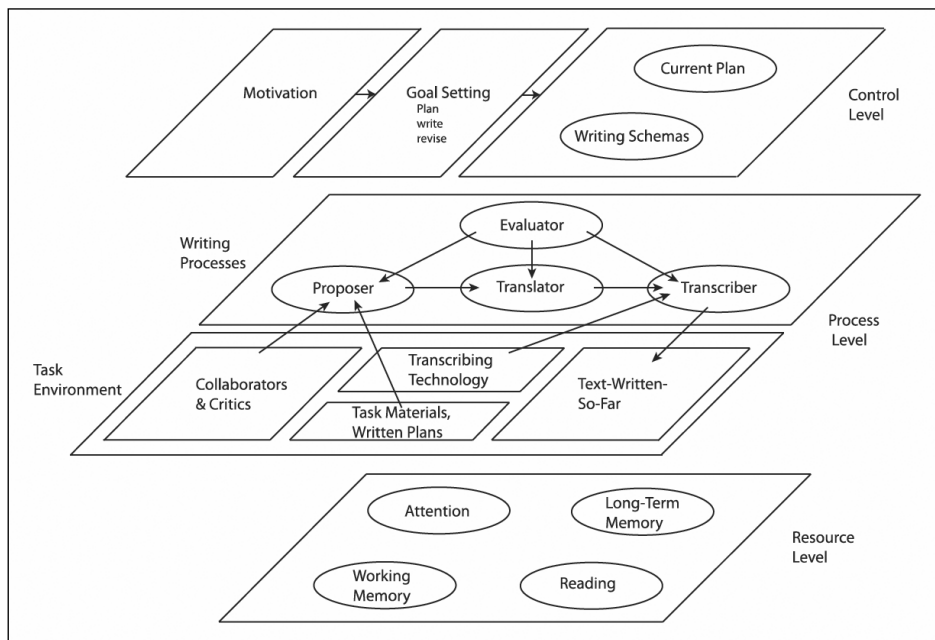 Motivation
Goal Setting
Plan
write
revise
Current Plan
Writing Schemas
Control
Level
Writing
Processes
Evaluator
Proposer
Translator
Transcriber
Process
Level
Task
Environment
Collaborators
& Critics
Transcribing
Technology
Task Materials,
Written Plans
Text-Written-
So-Far
Attention
Long-Term
Memory
Working
Memory
Reading
Resource
Level